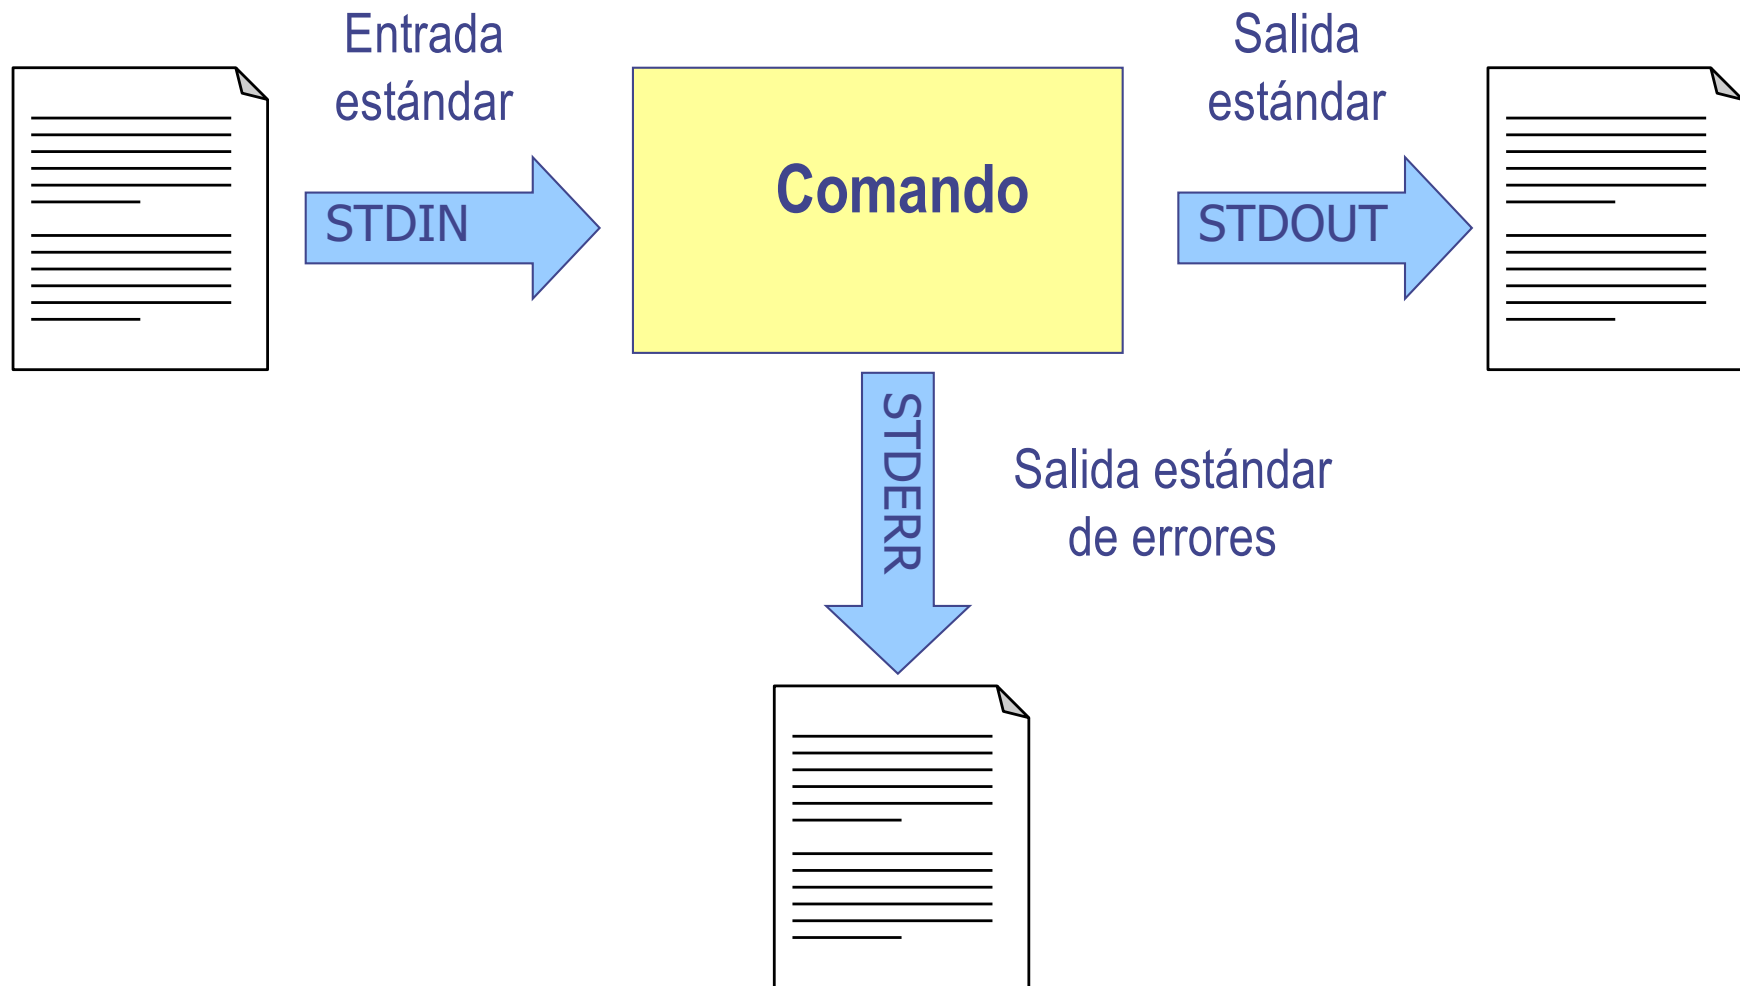 Entrada
estándar
Salida
estándar
Comando
STDIN
STDOUT
STDERR
Salida estándar
de errores